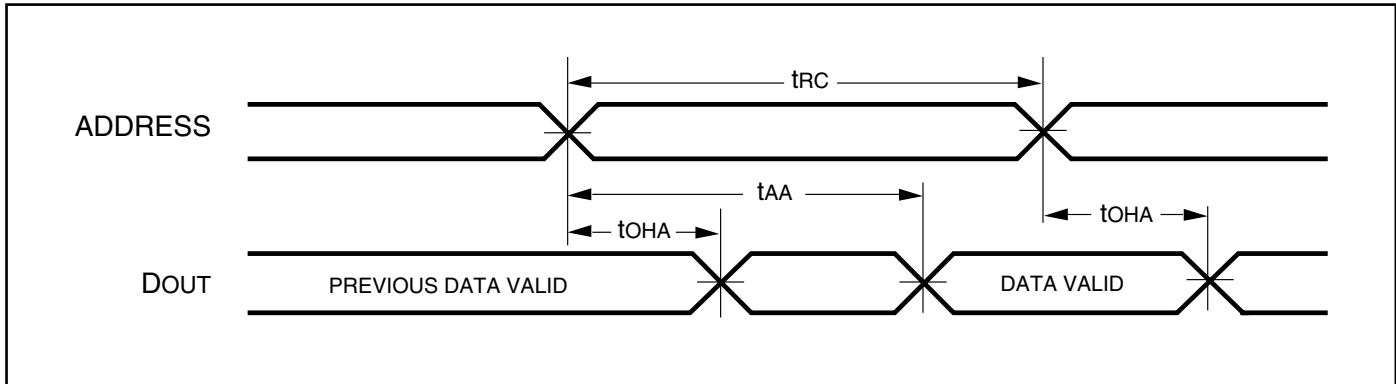 tRC
ADDRESS
tAA
tOHA
tOHA
DOUT
PREVIOUS DATA VALID
DATA VALID